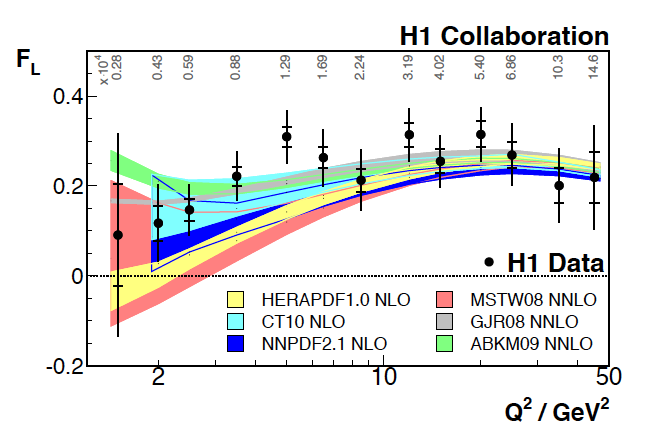 H1 Collaboration
F_L
x 10^4
0.28
0.43
0.59
0.88
1.29
1.69
2.24
3.19
4.02
5.40
6.86
10.3
14.6
0.4
0.2
0
-0.2
H1 Data
HERAPDF1.0 NLO
CT10 NLO
NNPDF2.1 NLO
MSTW08 NNLO
GJR08 NNLO
ABKM09 NNLO
2
10
50
Q² / GeV²